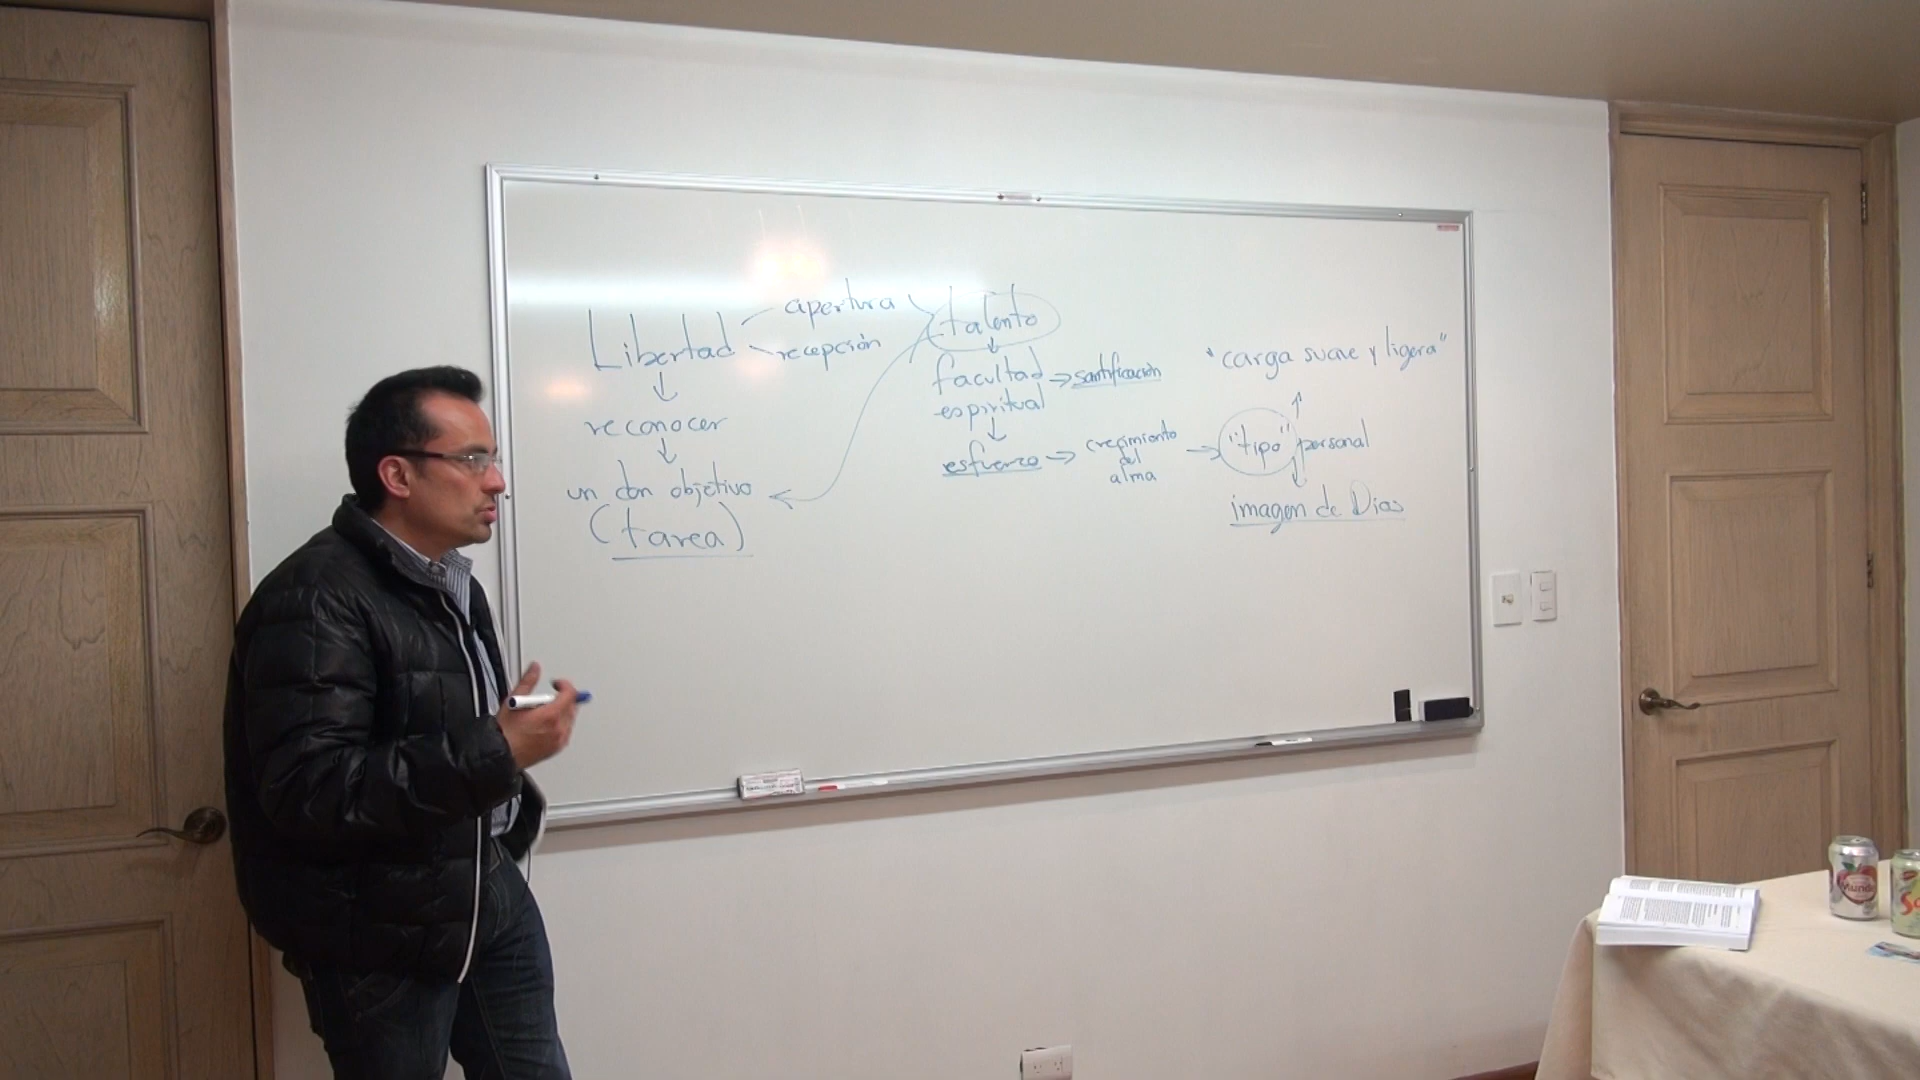 Libertad
apertura
recepción
reconocer
un don objetivo
(tarea)
talento
facultad
espiritual
santificación
esfuerzo
crecimiento
del
alma
"carga suave y ligera"
"tipo" personal
imagen de Dios
Mundet